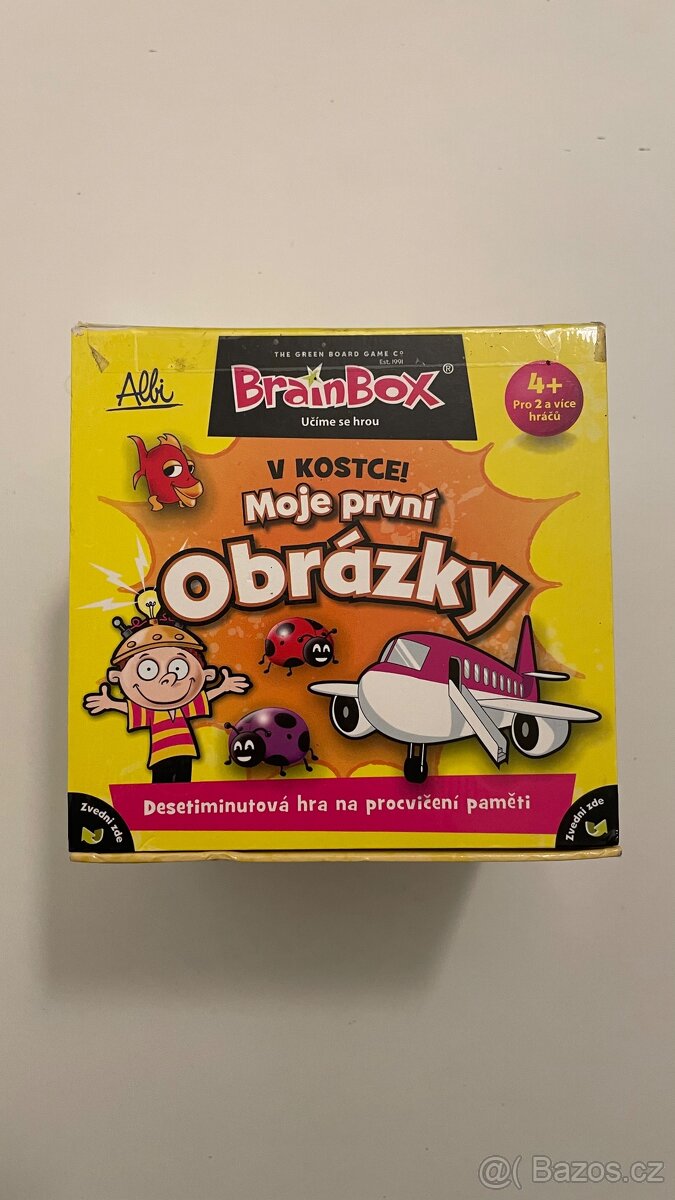 THE GREEN BOARD GAME Cº
Est. 1991
Albi
BrainBox®
Učíme se hrou
4+
Pro 2 a více
hráčů
V KOSTCE!
Moje první
Obrázky
Desetiminutová hra na procvičení paměti
Zvedni zde
Zvedni zde
@( Bazos.cz